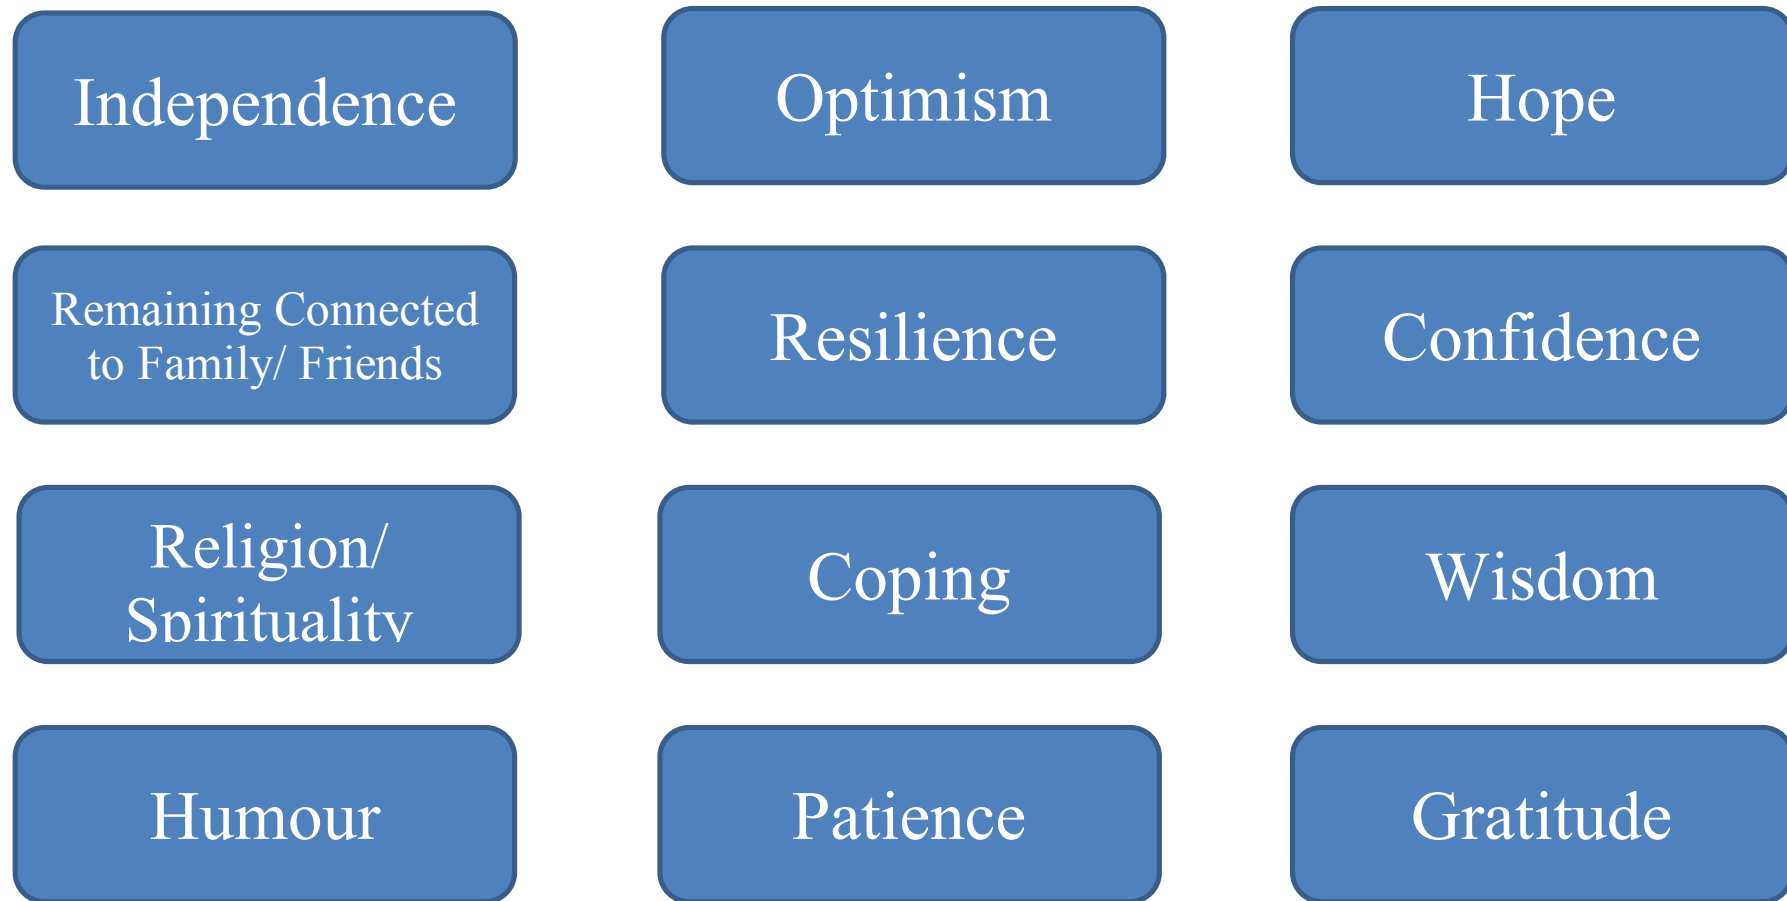 Independence
Optimism
Hope
Remaining Connected
to Family/ Friends
Resilience
Confidence
Religion/
Spirituality
Coping
Wisdom
Humour
Patience
Gratitude